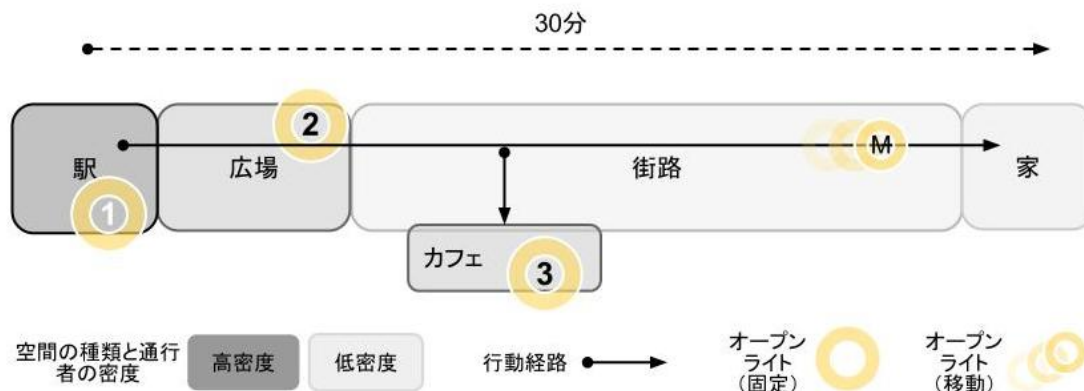 30分
2
駅
広場
街路
M
家
1
カフェ
3
空間の種類と通行
者の密度
高密度
低密度
行動経路
オープン
ライト
(固定)
オープン
ライト
(移動)